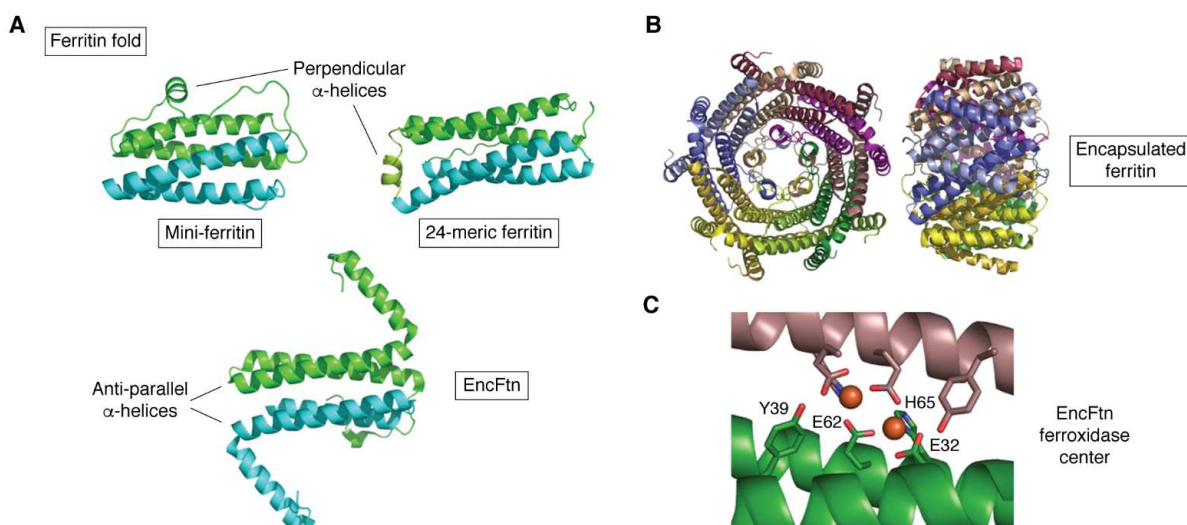 A
Ferritin fold
Perpendicular
α-helices
Mini-ferritin
24-meric ferritin
Anti-parallel
α-helices
EncFtn
B
Encapsulated
ferritin
C
Y39
E62
H65
E32
EncFtn
ferroxidase
center